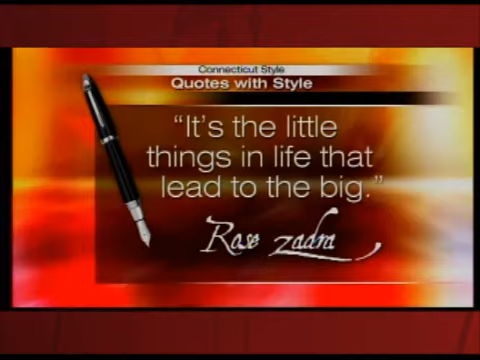 Connecticut Style
Quotes with Style
“It's the little
things in life that
lead to the big.”
Rose Zadra